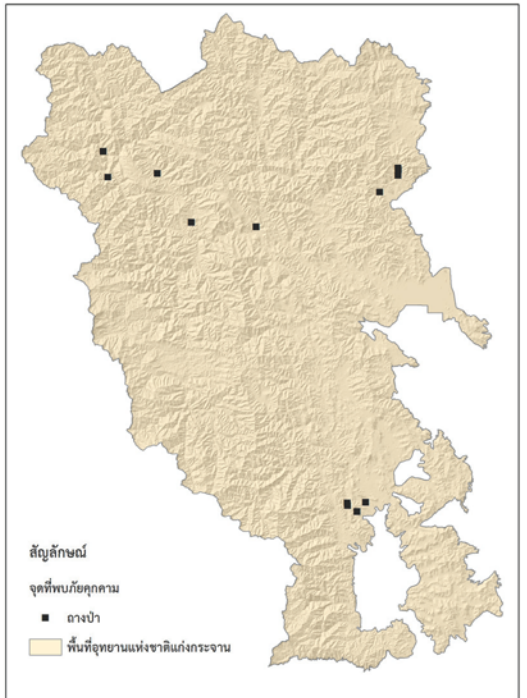 สัญลักษณ์
จุดที่พบภัยคุกคาม
ถางป่า
พื้นที่อุทยานแห่งชาติแก่งกระจาน